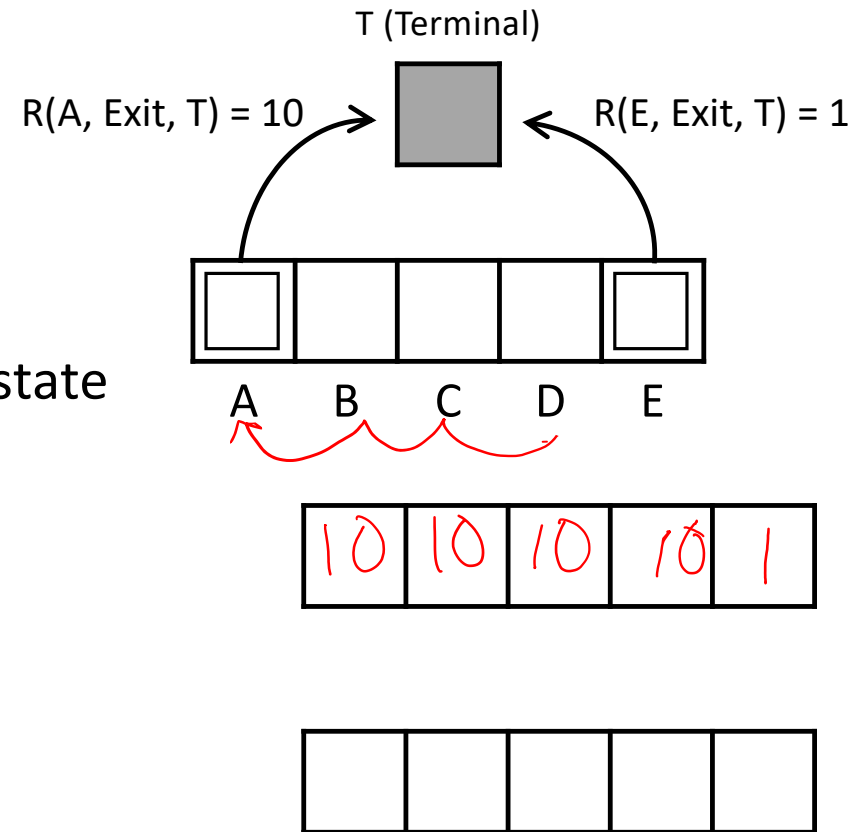 T (Terminal)
R(A, Exit, T) = 10 R(E, Exit, T) = 1
state
A B C D E
10 10 10 10 1